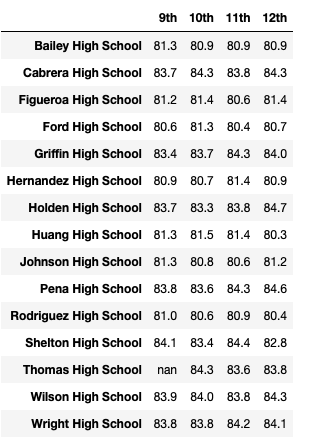 9th 10th 11th 12th
Bailey High School 81.3 80.9 80.9 80.9
Cabrera High School 83.7 84.3 83.8 84.3
Figueroa High School 81.2 81.4 80.6 81.4
Ford High School 80.6 81.3 80.4 80.7
Griffin High School 83.4 83.7 84.3 84.0
Hernandez High School 80.9 80.7 81.4 80.9
Holden High School 83.7 83.3 83.8 84.7
Huang High School 81.3 81.5 81.4 80.3
Johnson High School 81.3 80.8 80.6 81.2
Pena High School 83.8 83.6 84.3 84.6
Rodriguez High School 81.0 80.6 80.9 80.4
Shelton High School 84.1 83.4 84.4 82.8
Thomas High School nan 84.3 83.6 83.8
Wilson High School 83.9 84.0 83.8 84.3
Wright High School 83.8 83.8 84.2 84.1